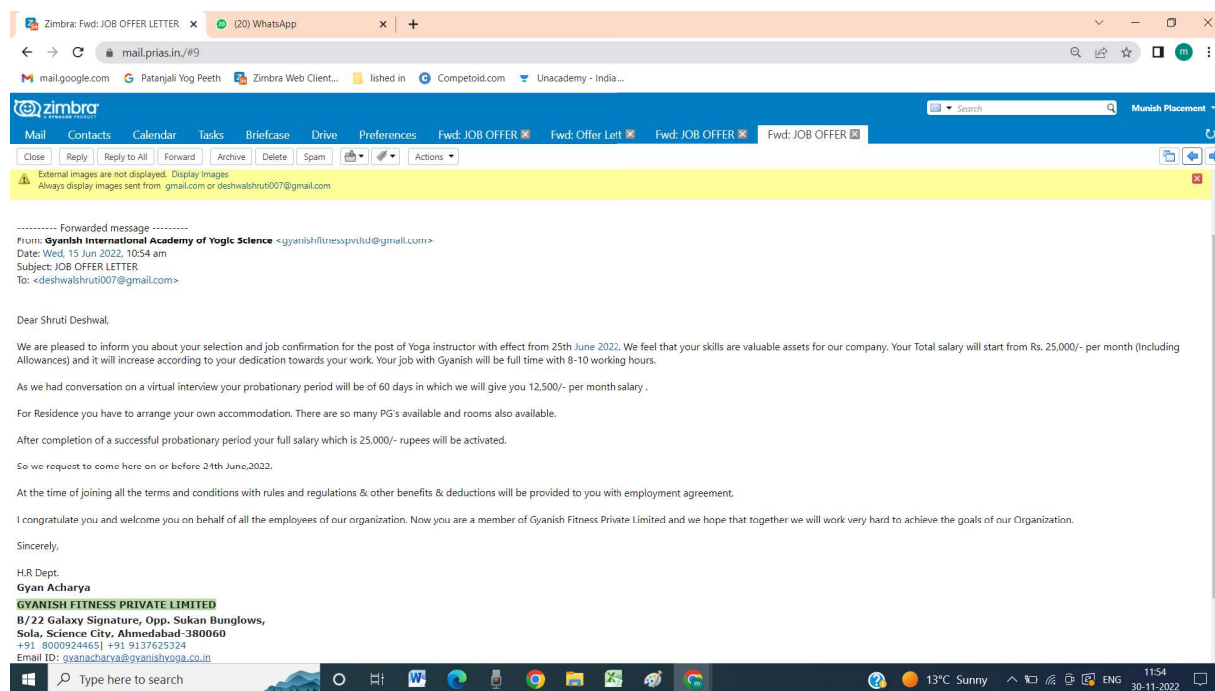 Zimbra: Fwd: JOB OFFER LETTER
(20) WhatsApp
mail.prias.in./#9
mail.google.com Patanjali Yog Peeth Zimbra Web Client... lished in Competoid.com Unacademy - India...
zimbra
A SYNACOR PRODUCT
Search
Munish Placement
Mail Contacts Calendar Tasks Briefcase Drive Preferences Fwd: JOB OFFER Fwd: Offer Lett Fwd: JOB OFFER Fwd: JOB OFFER
Close Reply Reply to All Forward Archive Delete Spam Actions
External images are not displayed. Display Images
Always display images sent from gmail.com or deshwalshruti007@gmail.com
---------- Forwarded message ---------
From: Gyanish International Academy of Yogic Science <gyanishfitnesspvtltd@gmail.com>
Date: Wed, 15 Jun 2022, 10:54 am
Subject: JOB OFFER LETTER
To: <deshwalshruti007@gmail.com>
Dear Shruti Deshwal,
We are pleased to inform you about your selection and job confirmation for the post of Yoga instructor with effect from 25th June 2022. We feel that your skills are valuable assets for our company. Your Total salary will start from Rs. 25,000/- per month (Including
Allowances) and it will increase according to your dedication towards your work. Your job with Gyanish will be full time with 8-10 working hours.
As we had conversation on a virtual interview your probationary period will be of 60 days in which we will give you 12,500/- per month salary .
For Residence you have to arrange your own accommodation. There are so many PG's available and rooms also available.
After completion of a successful probationary period your full salary which is 25,000/- rupees will be activated.
So we request to come here on or before 24th June,2022.
At the time of joining all the terms and conditions with rules and regulations & other benefits & deductions will be provided to you with employment agreement.
I congratulate you and welcome you on behalf of all the employees of our organization. Now you are a member of Gyanish Fitness Private Limited and we hope that together we will work very hard to achieve the goals of our Organization.
Sincerely,
H.R Dept.
Gyan Acharya
GYANISH FITNESS PRIVATE LIMITED
B/22 Galaxy Signature, Opp. Sukan Bunglows,
Sola, Science City, Ahmedabad-380060
+91 8000924465| +91 9137625324
Email ID: gyanacharya@gyanishyoga.co.in
Type here to search
13°C Sunny
ENG
11:54
30-11-2022